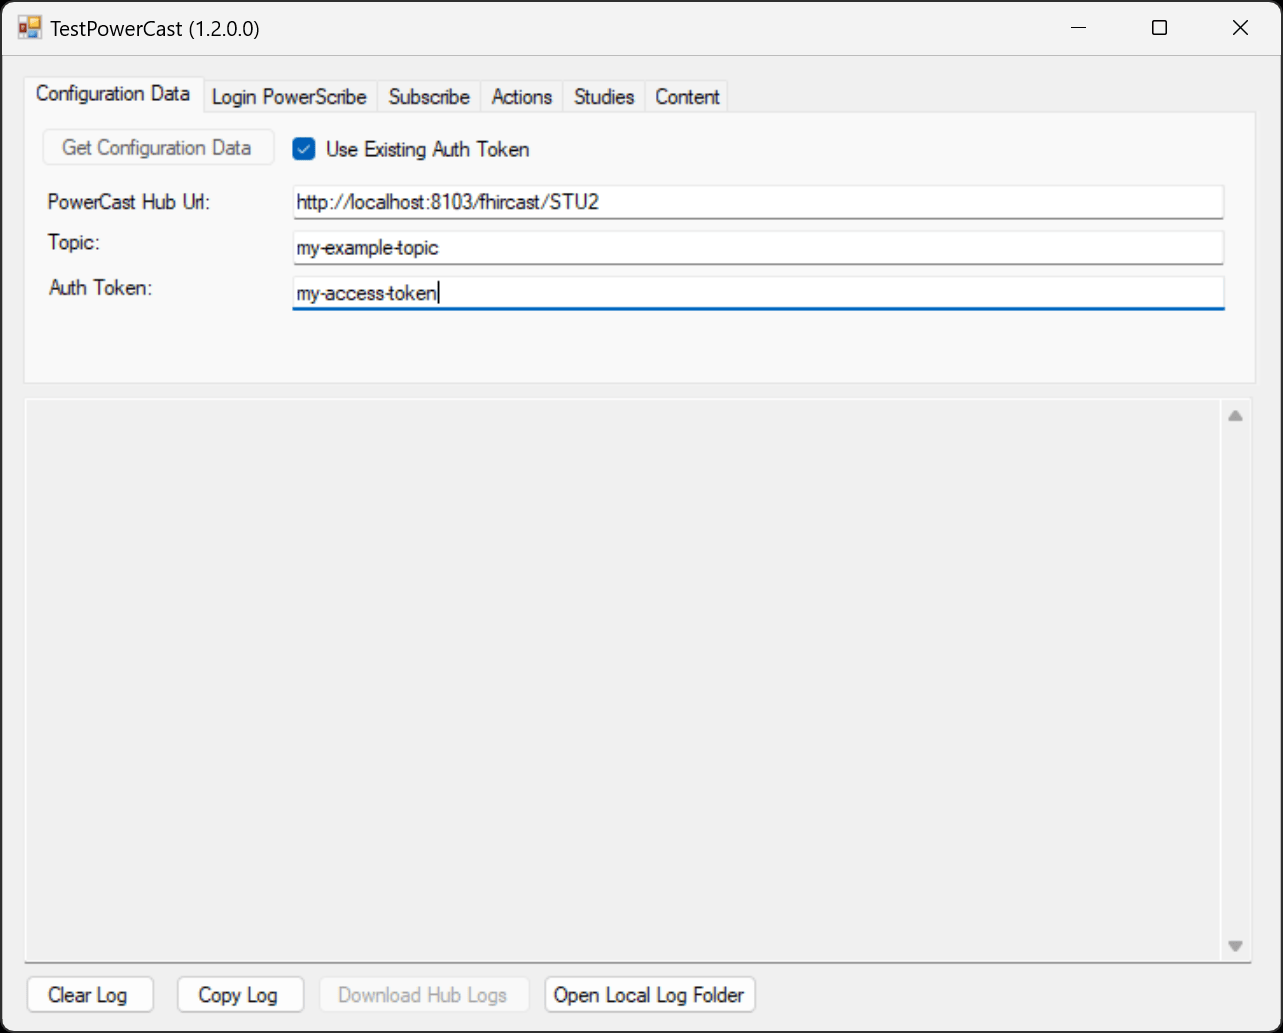 TestPowerCast (1.2.0.0)
Configuration Data Login PowerScribe Subscribe Actions Studies Content
Get Configuration Data Use Existing Auth Token
PowerCast Hub Url: http://localhost:8103/fhircast/STU2
Topic: my-example-topic
Auth Token: my-access-token
Clear Log Copy Log Download Hub Logs Open Local Log Folder